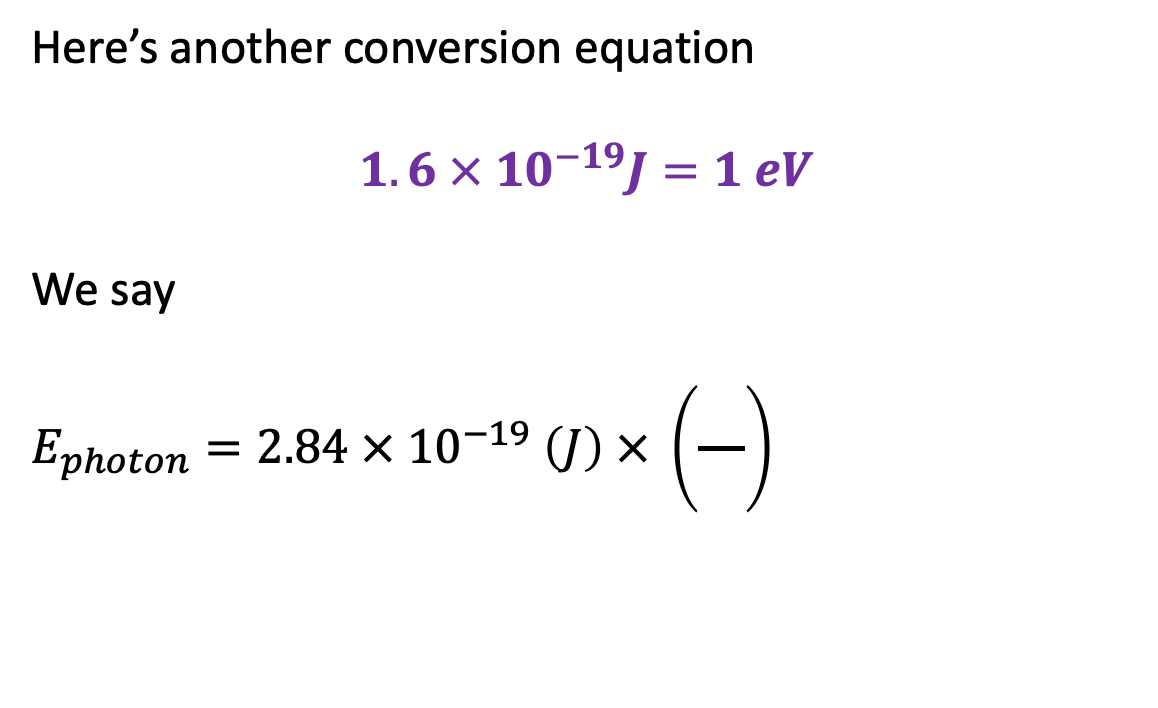 Here’s another conversion equation
1.6 × 10⁻¹⁹J = 1 eV
We say
E_photon = 2.84 × 10⁻¹⁹ (J) × (—)